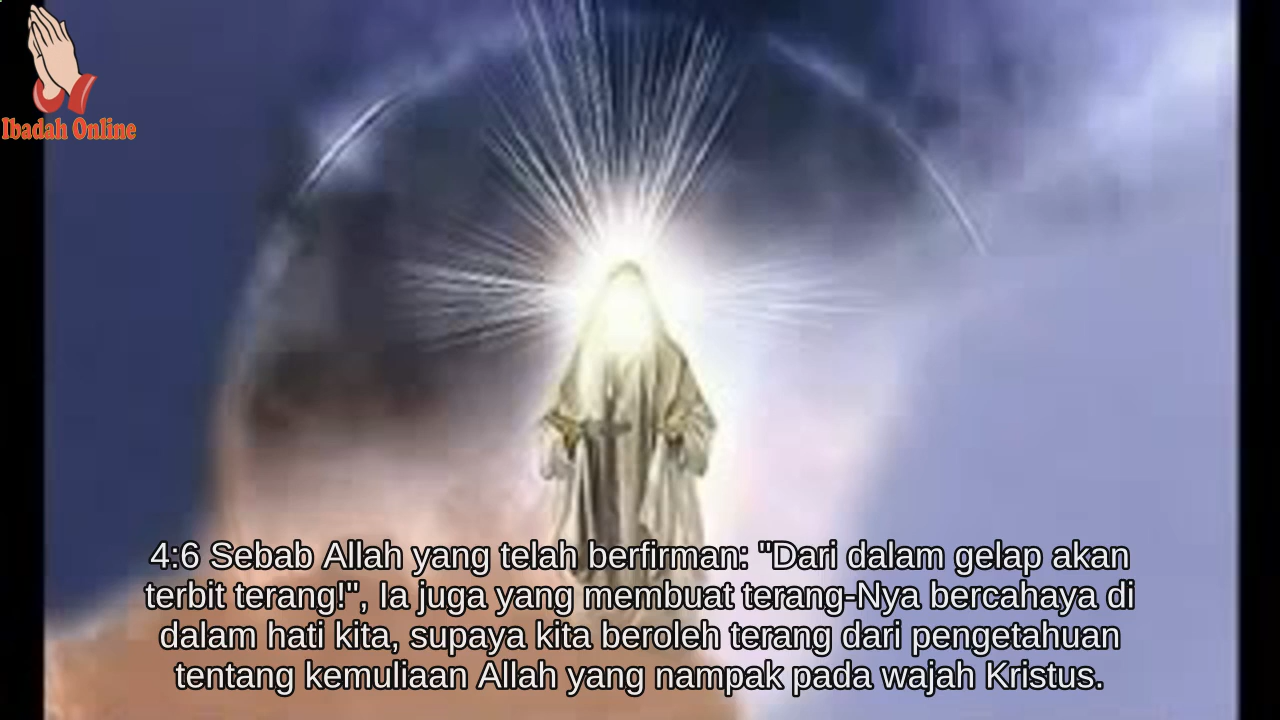 Ibadah Online
4:6 Sebab Allah yang telah berfirman: "Dari dalam gelap akan
terbit terang!", Ia juga yang membuat terang-Nya bercahaya di
dalam hati kita, supaya kita beroleh terang dari pengetahuan
tentang kemuliaan Allah yang nampak pada wajah Kristus.